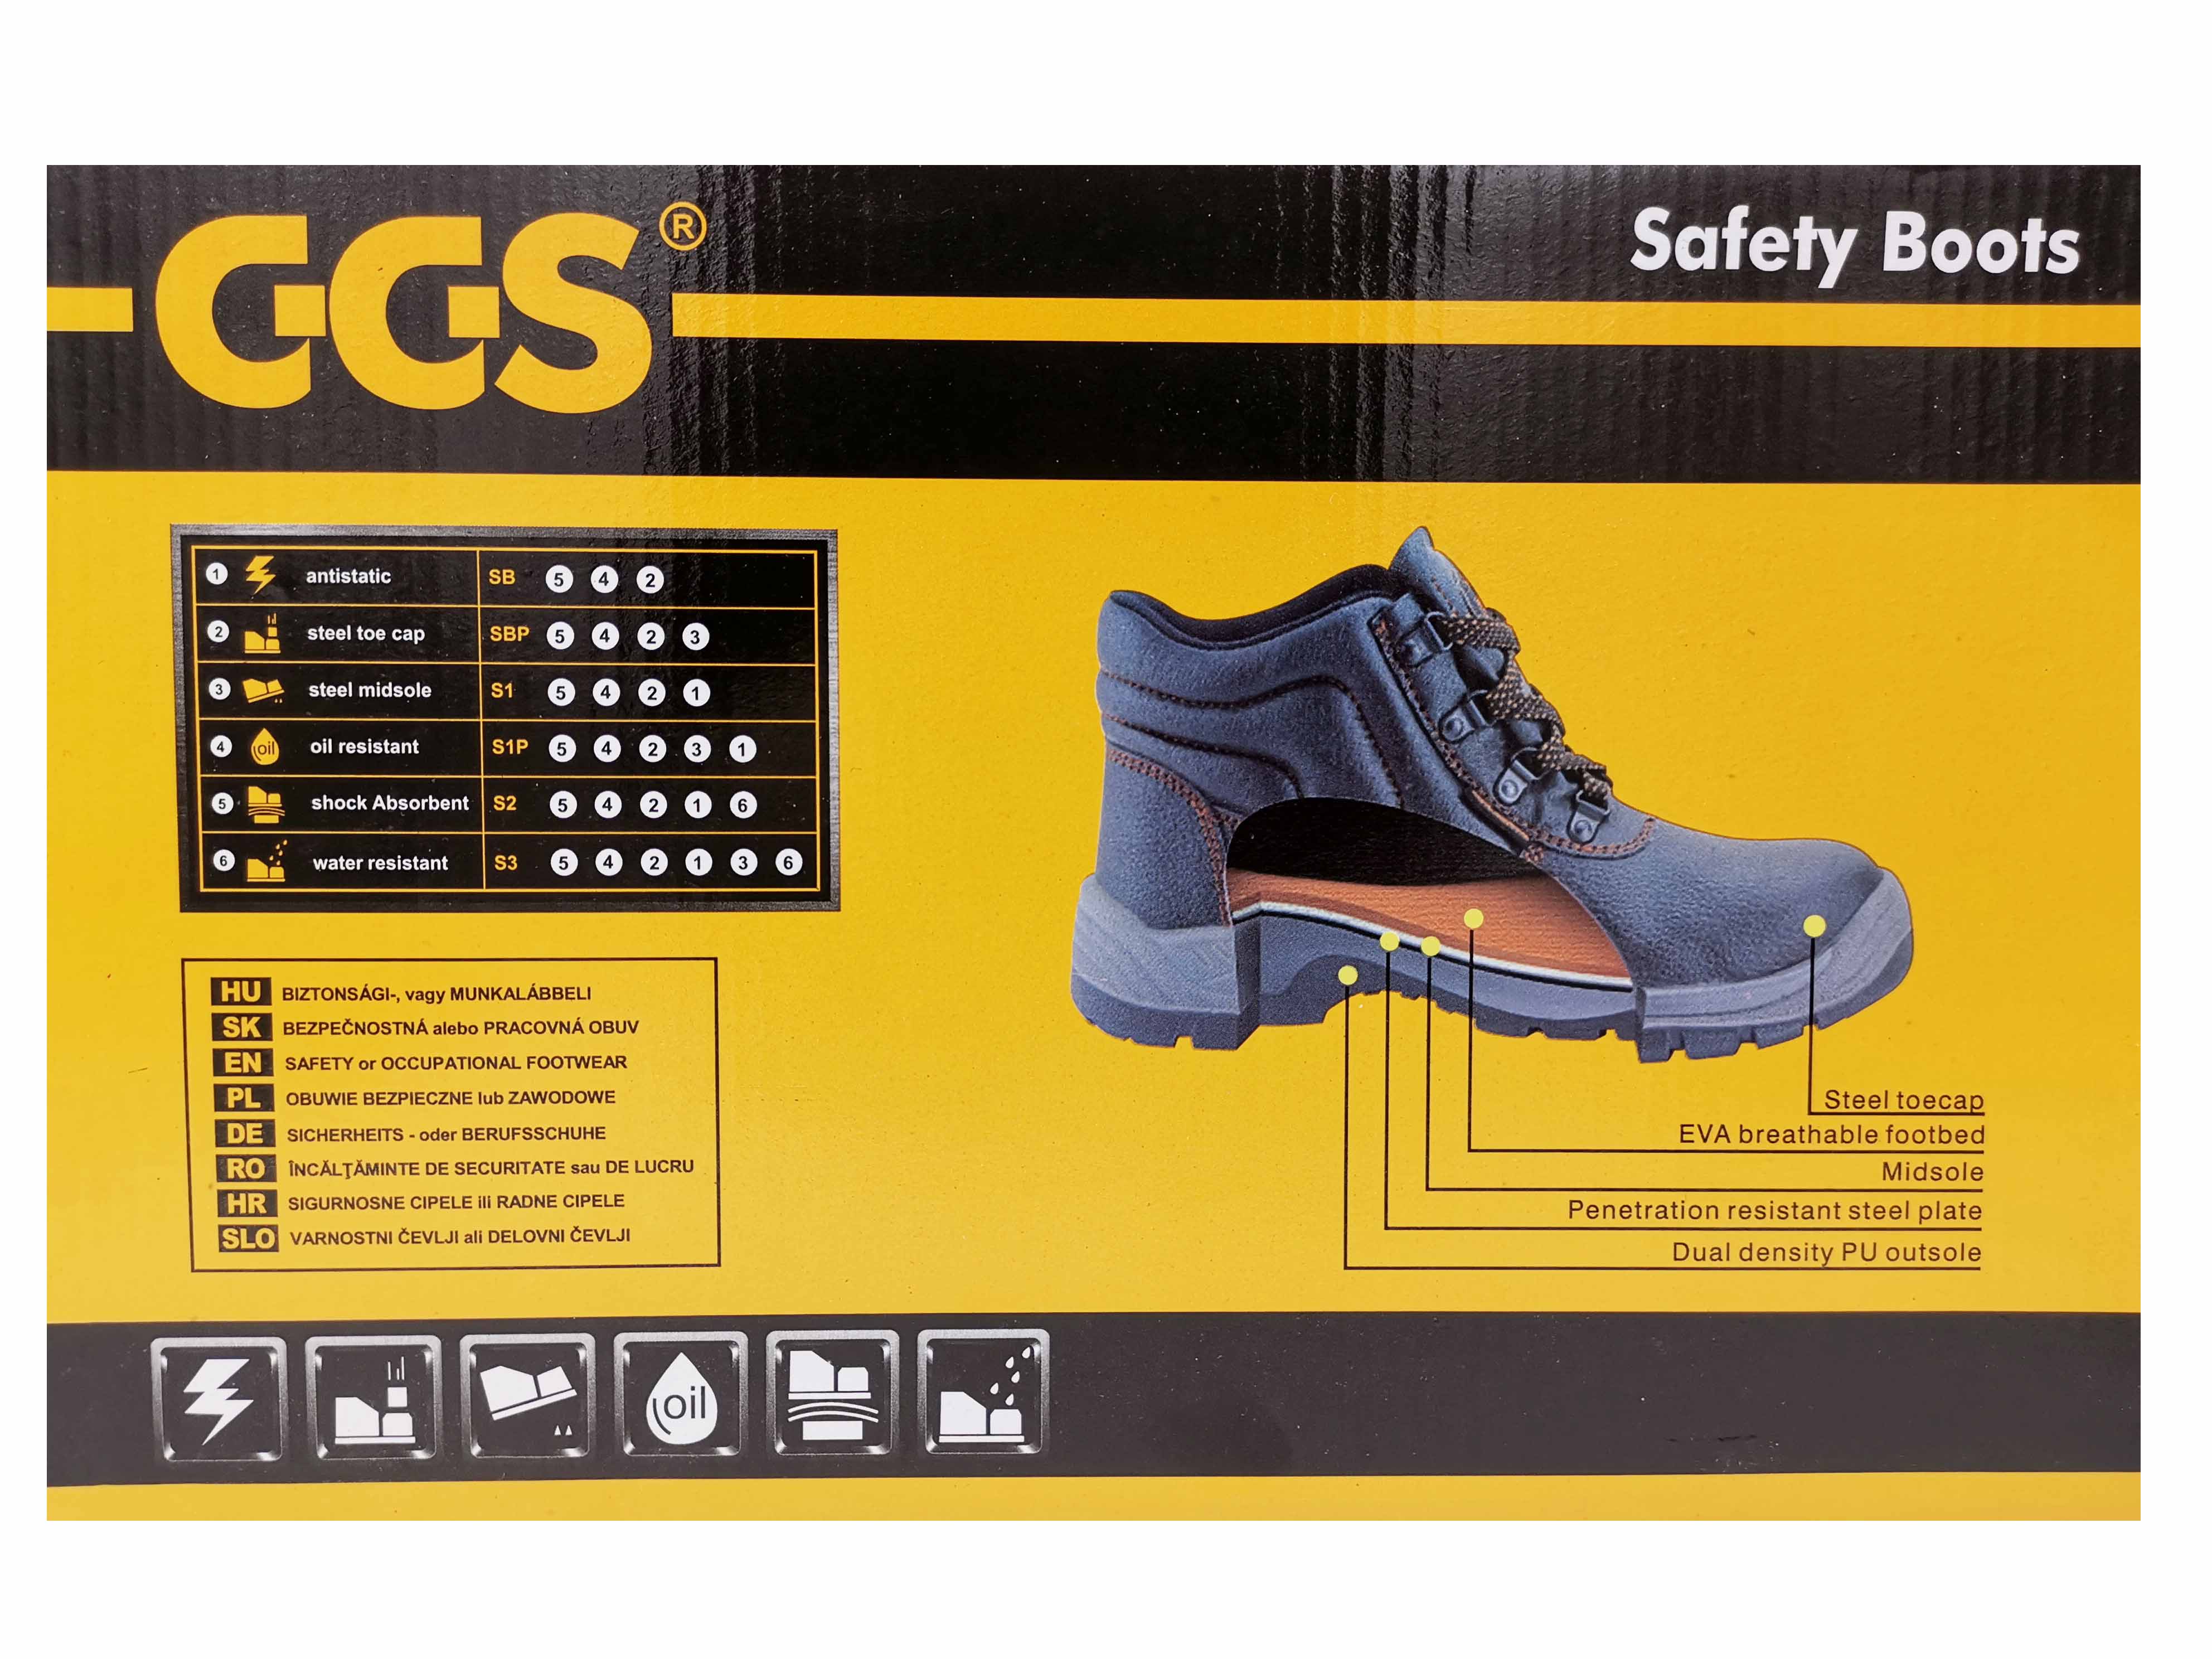 GGS®
Safety Boots
1 antistatic SB 5 4 2
2 steel toe cap SBP 5 4 2 3
3 steel midsole S1 5 4 2 1
4 oil oil resistant S1P 5 4 2 3 1
5 shock Absorbent S2 5 4 2 1 6
6 water resistant S3 5 4 2 1 3 6
HU BIZTONSÁGI-, vagy MUNKALÁBBELI
SK BEZPEČNOSTNÁ alebo PRACOVNÁ OBUV
EN SAFETY or OCCUPATIONAL FOOTWEAR
PL OBUWIE BEZPIECZNE lub ZAWODOWE
DE SICHERHEITS - oder BERUFSSCHUHE
RO ÎNCĂLŢĂMINTE DE SECURITATE sau DE LUCRU
HR SIGURNOSNE CIPELE ili RADNE CIPELE
SLO VARNOSTNI ČEVLJI ali DELOVNI ČEVLJI
Steel toecap
EVA breathable footbed
Midsole
Penetration resistant steel plate
Dual density PU outsole
oil